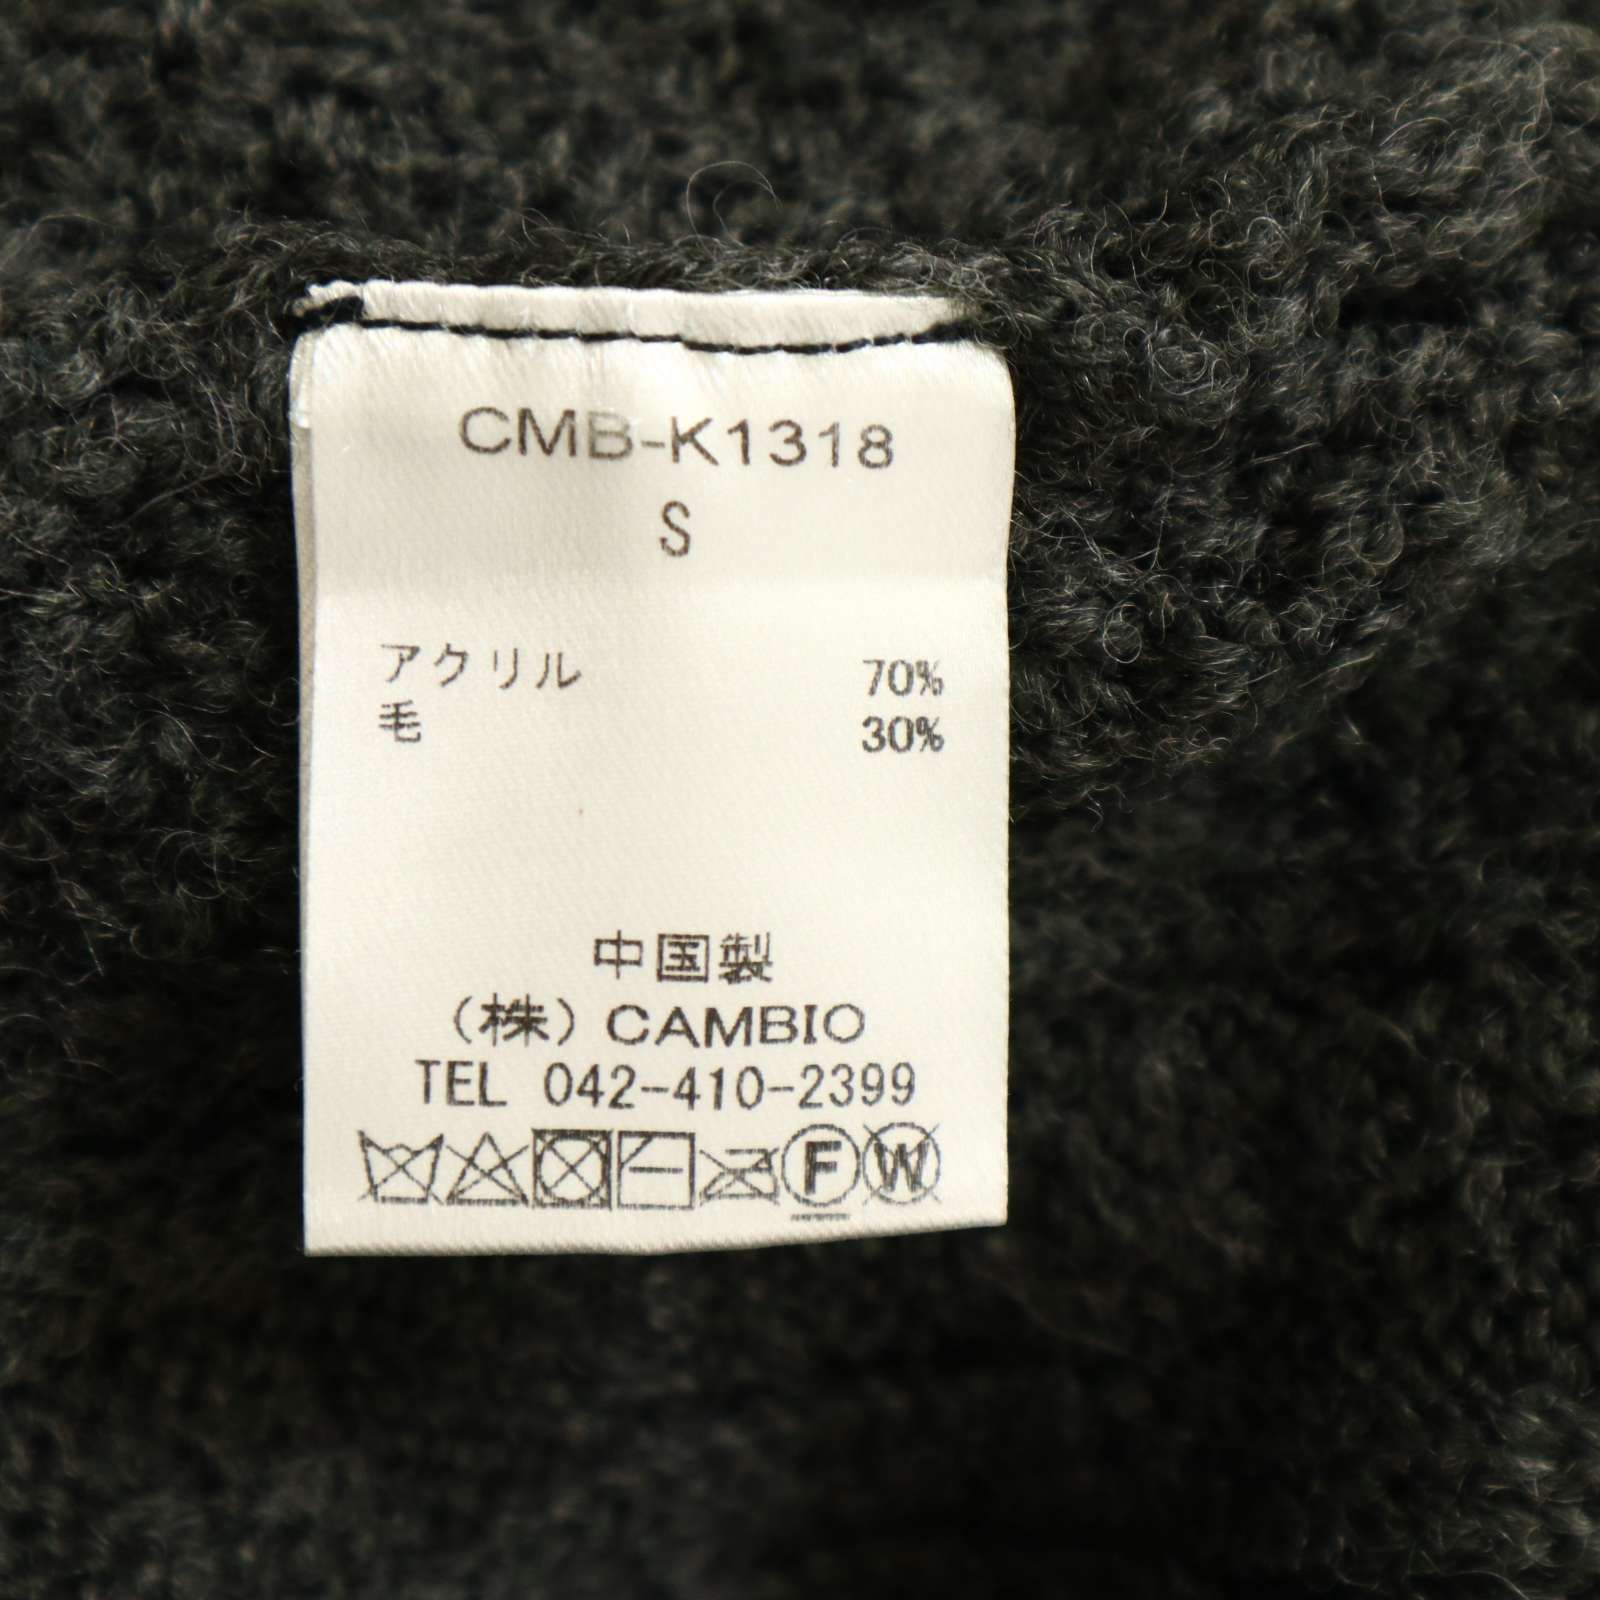 CMB-K1318
S
アクリル 70%
毛 30%
中国製
（株）CAMBIO
TEL 042-410-2399
F W